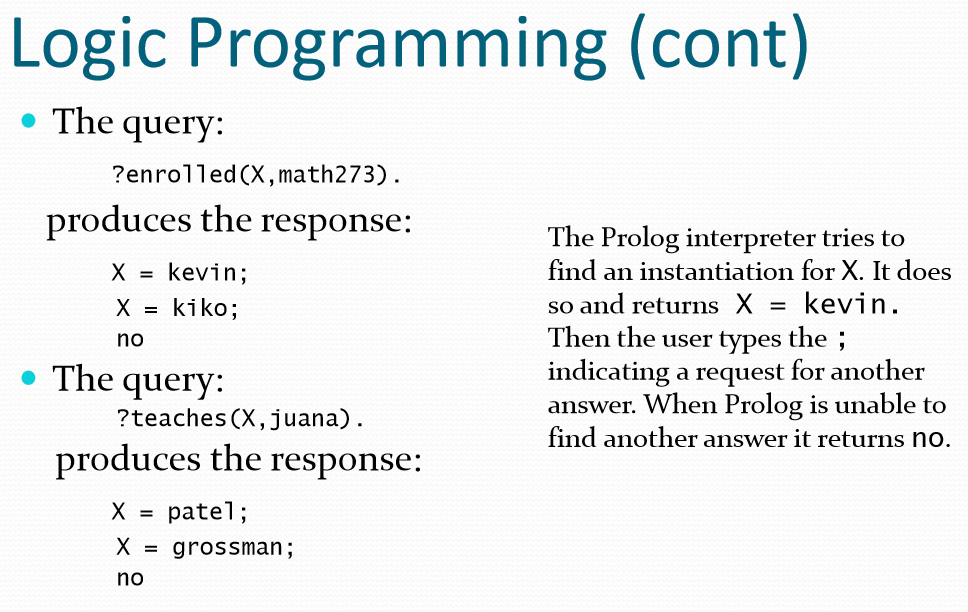 Logic Programming (cont)
• The query:
?enrolled(X,math273).
produces the response:
X = kevin;
X = kiko;
no
• The query:
?teaches(X,juana).
produces the response:
X = patel;
X = grossman;
no
The Prolog interpreter tries to
find an instantiation for X. It does
so and returns X = kevin.
Then the user types the ;
indicating a request for another
answer. When Prolog is unable to
find another answer it returns no.